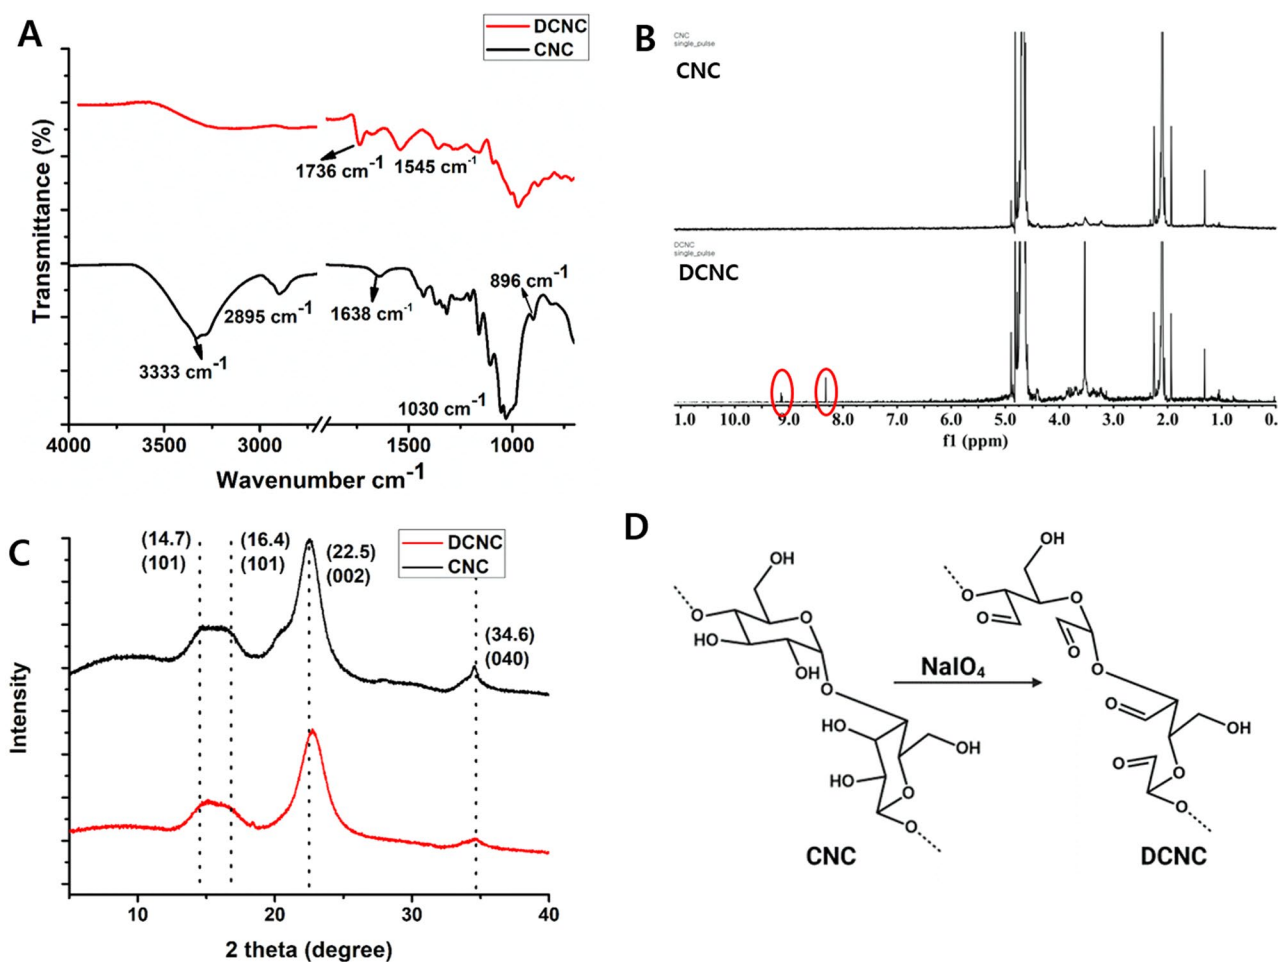 A
DCNC
CNC
Transmittance (%)
1736 cm-1
1545 cm-1
2895 cm-1
3333 cm-1
1638 cm-1
896 cm-1
1030 cm-1
4000 3500 3000 1500 1000
Wavenumber cm-1
B
CNC
single_pulse
CNC
DCNC
single_pulse
DCNC
1.0 10.0 9.0 8.0 7.0 6.0 5.0 4.0 3.0 2.0 1.0 0.
f1 (ppm)
C
(14.7)
(101)
(16.4)
(101)
(22.5)
(002)
DCNC
CNC
(34.6)
(040)
Intensity
10 20 30 40
2 theta (degree)
D
OH
O
O
HO
OH
O
HO
HO
OH
O
O
CNC
NaIO4
OH
O
O
O
O
O
O
OH
O
O
O
DCNC